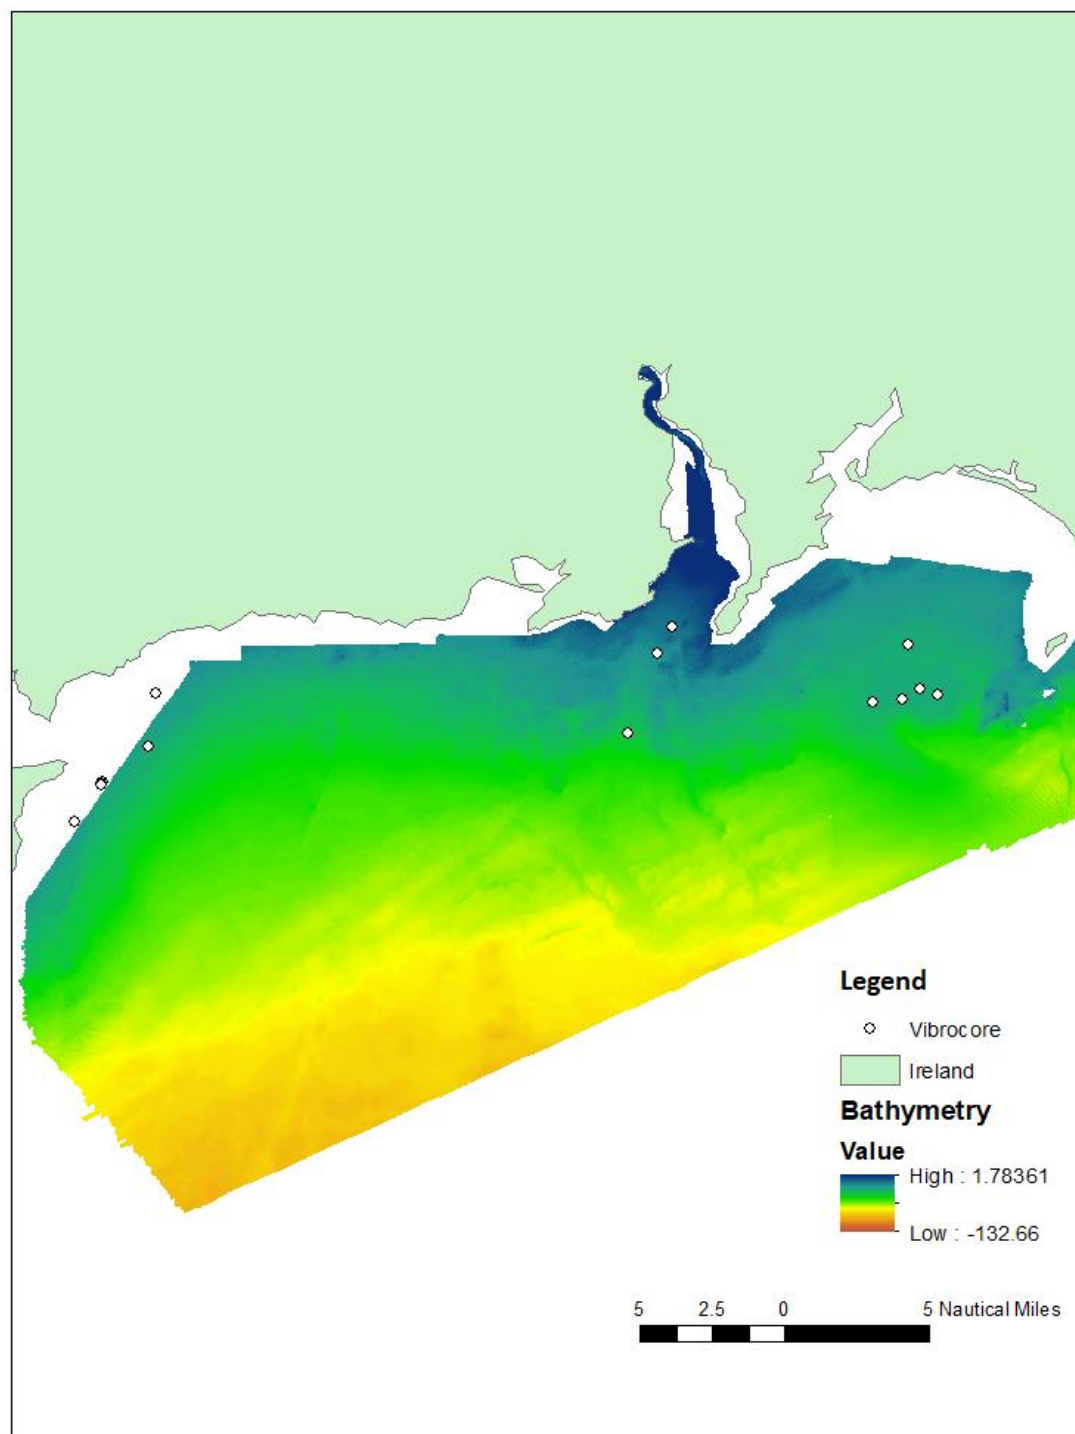 Legend
Vibrocore
Ireland
Bathymetry
Value
High : 1.78361
Low : -132.66
5 2.5 0 5 Nautical Miles